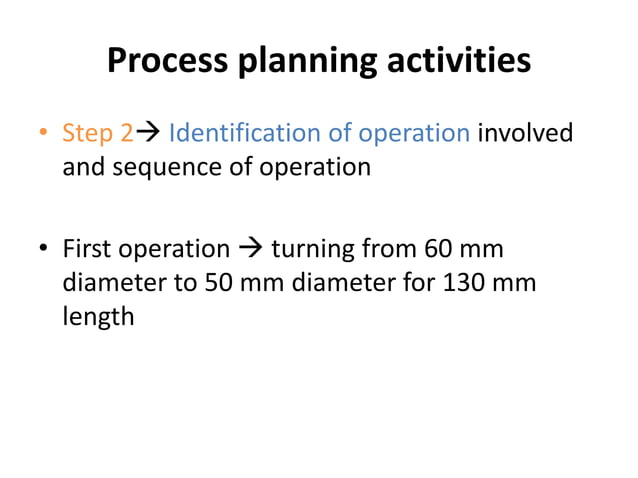 Process planning activities
• Step 2→ Identification of operation involved
and sequence of operation
• First operation → turning from 60 mm
diameter to 50 mm diameter for 130 mm
length